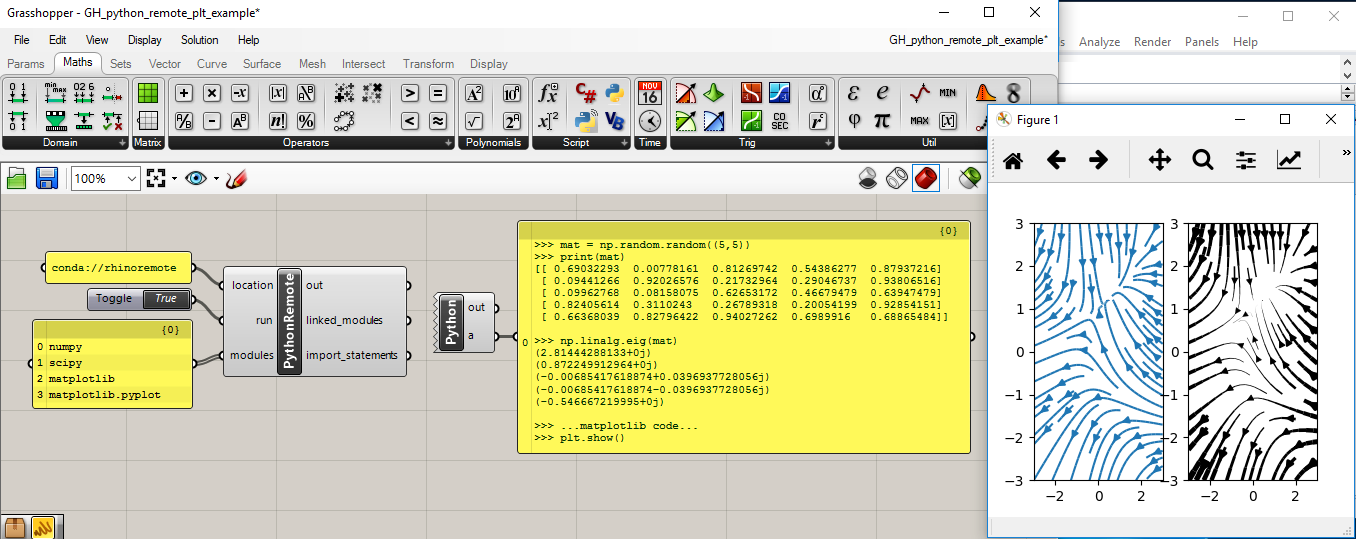 Grasshopper - GH_python_remote_plt_example*
File Edit View Display Solution Help
GH_python_remote_plt_example*
Params Maths Sets Vector Curve Surface Mesh Intersect Transform Display
Domain Matrix Operators Polynomials Script Time Trig Util
100%
conda://rhinoremote
Toggle True
{0}
0 numpy
1 scipy
2 matplotlib
3 matplotlib.pyplot
location
run
modules
PythonRemote
out
linked_modules
import_statements
Python
out
a
{0}
0
>>> mat = np.random.random((5,5))
>>> print(mat)
[[ 0.69032293 0.00778161 0.81269742 0.54386277 0.87937216]
[ 0.09441266 0.92026576 0.21732964 0.29046737 0.93806516]
[ 0.09962768 0.08158075 0.62653172 0.46679479 0.63947479]
[ 0.82405614 0.3110243 0.26789318 0.20054199 0.92854151]
[ 0.66368039 0.82796422 0.94027262 0.6989916 0.68865484]]
>>> np.linalg.eig(mat)
(2.81444288133+0j)
(0.872249912964+0j)
(-0.00685417618874+0.0396937728056j)
(-0.00685417618874-0.0396937728056j)
(-0.546667219995+0j)
>>> ...matplotlib code...
>>> plt.show()
s Analyze Render Panels Help
Figure 1
3
2
1
0
−1
−2
−3
−2 0 2
3
2
1
0
−1
−2
−3
−2 0 2